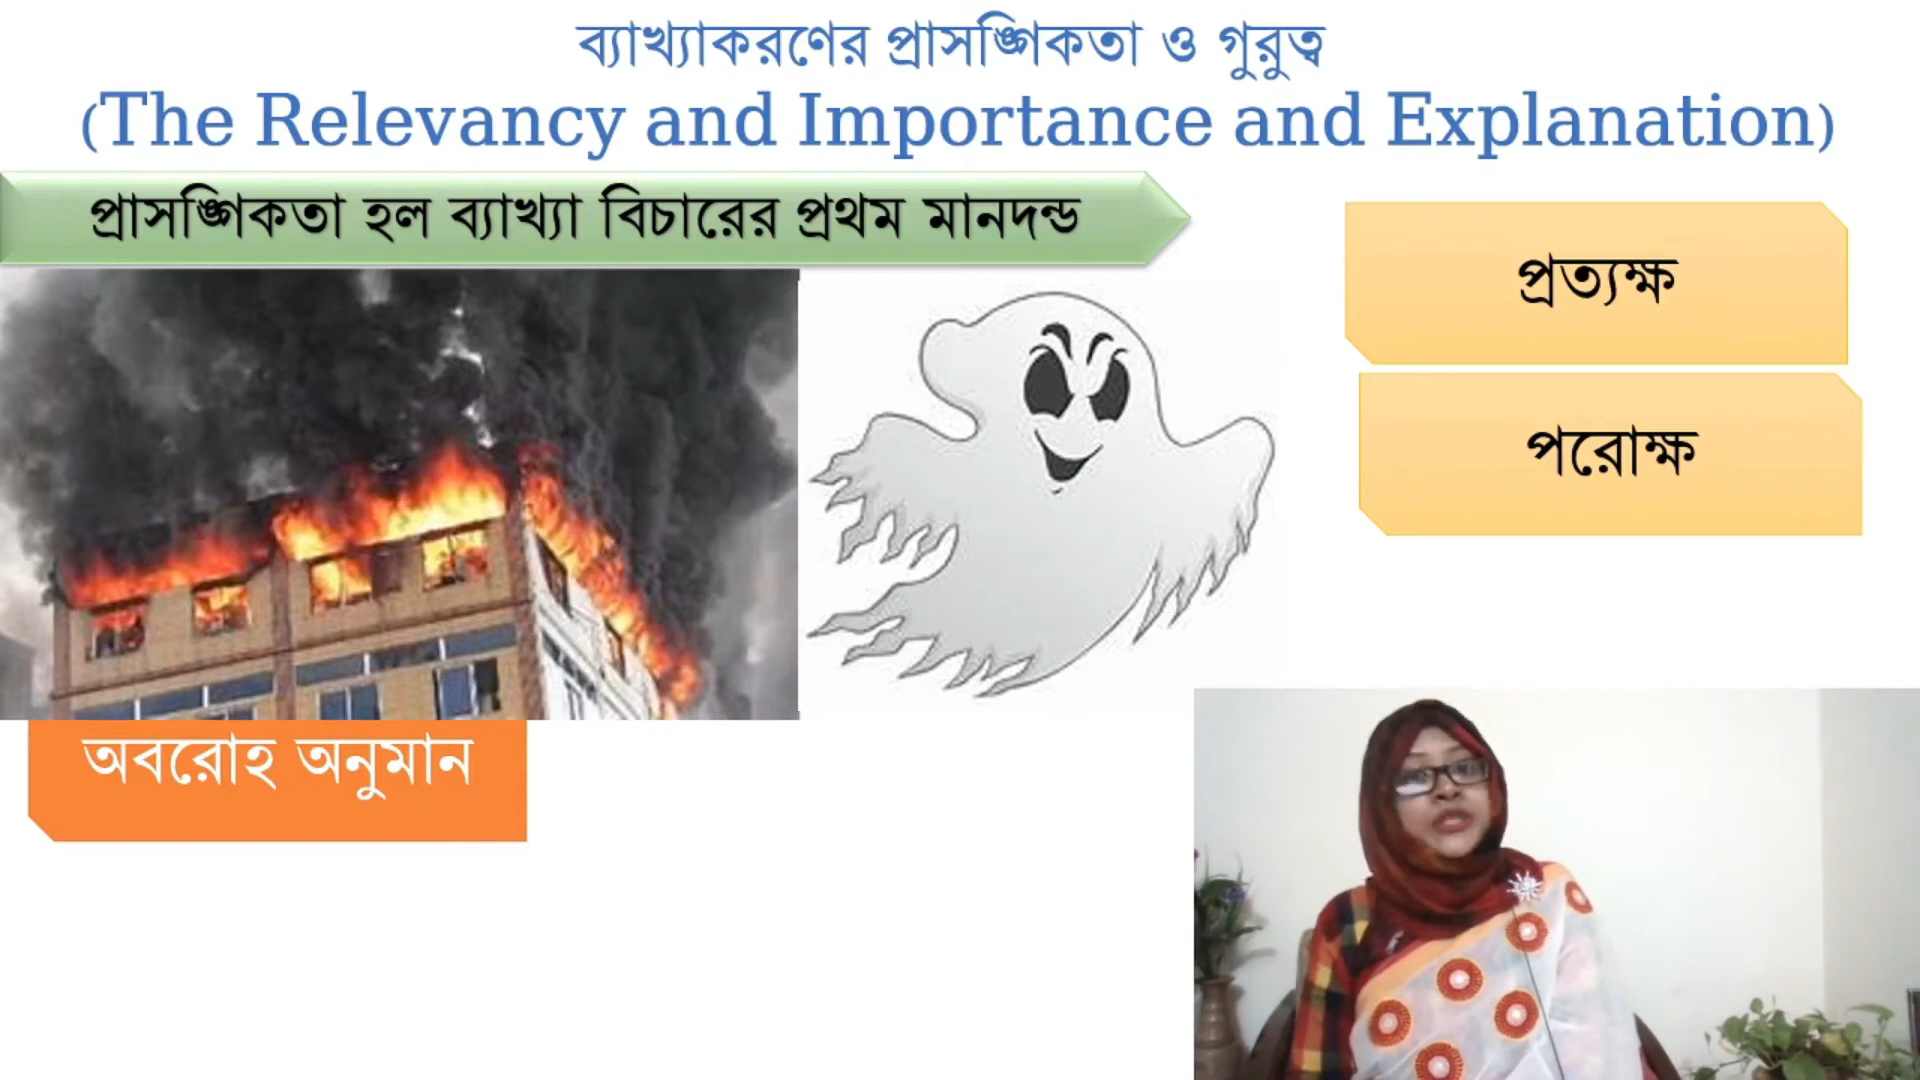 ব্যাখ্যাকরণের প্রাসঙ্গিকতা ও গুরুত্ব
(The Relevancy and Importance and Explanation)
প্রাসঙ্গিকতা হল ব্যাখ্যা বিচারের প্রথম মানদন্ড
প্রত্যক্ষ
পরোক্ষ
অবরোহ অনুমান